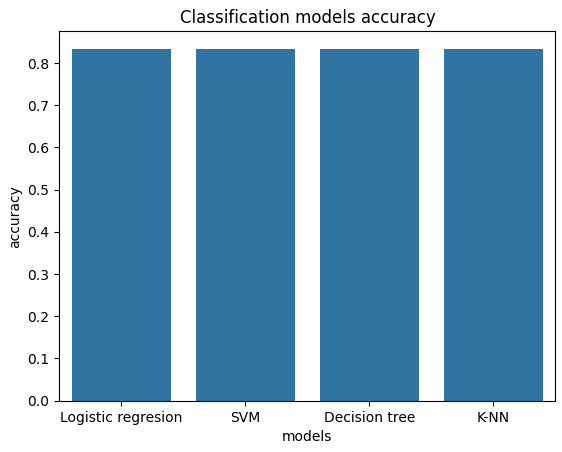 Classification models accuracy
accuracy
0.8
0.7
0.6
0.5
0.4
0.3
0.2
0.1
0.0
Logistic regresion SVM Decision tree K-NN
models